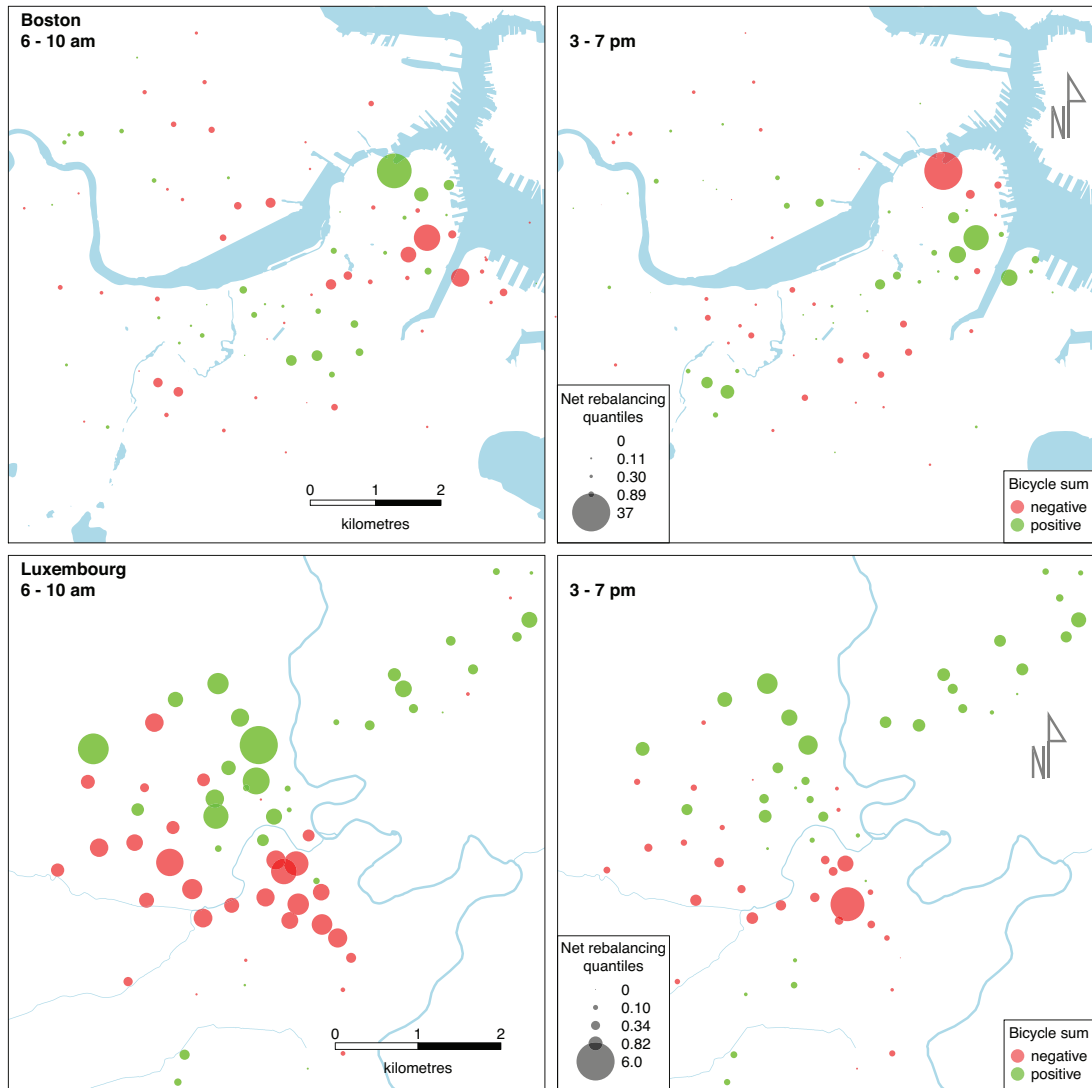 Boston
6 - 10 am
0 1 2
kilometres
3 - 7 pm
N
Net rebalancing
quantiles
0
0.11
0.30
0.89
37
Bicycle sum
negative
positive
Luxembourg
6 - 10 am
0 1 2
kilometres
3 - 7 pm
N
Net rebalancing
quantiles
0
0.10
0.34
0.82
6.0
Bicycle sum
negative
positive